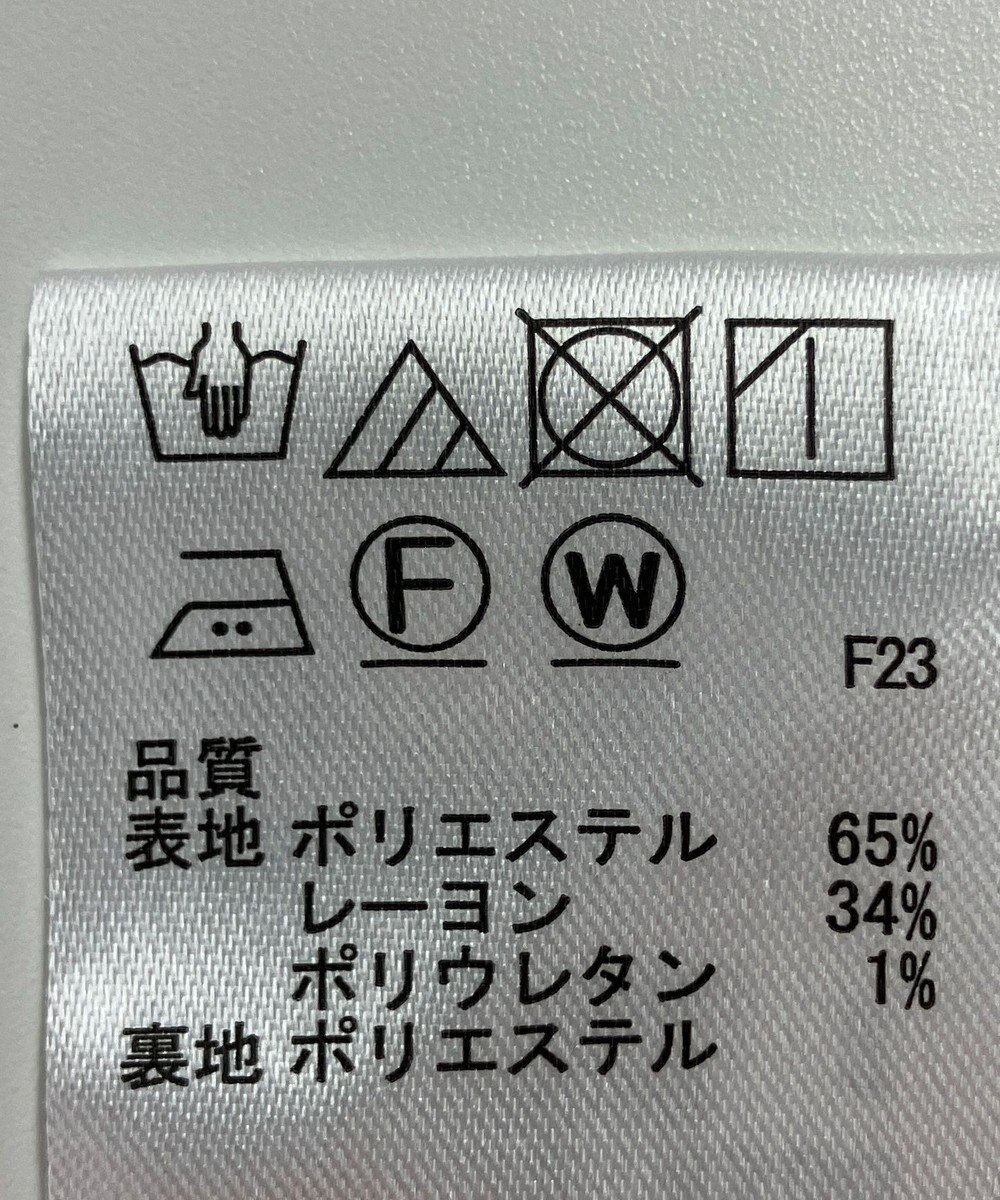 F W
F23
品質
表地 ポリエステル 65%
レーヨン 34%
ポリウレタン 1%
裏地 ポリエステル